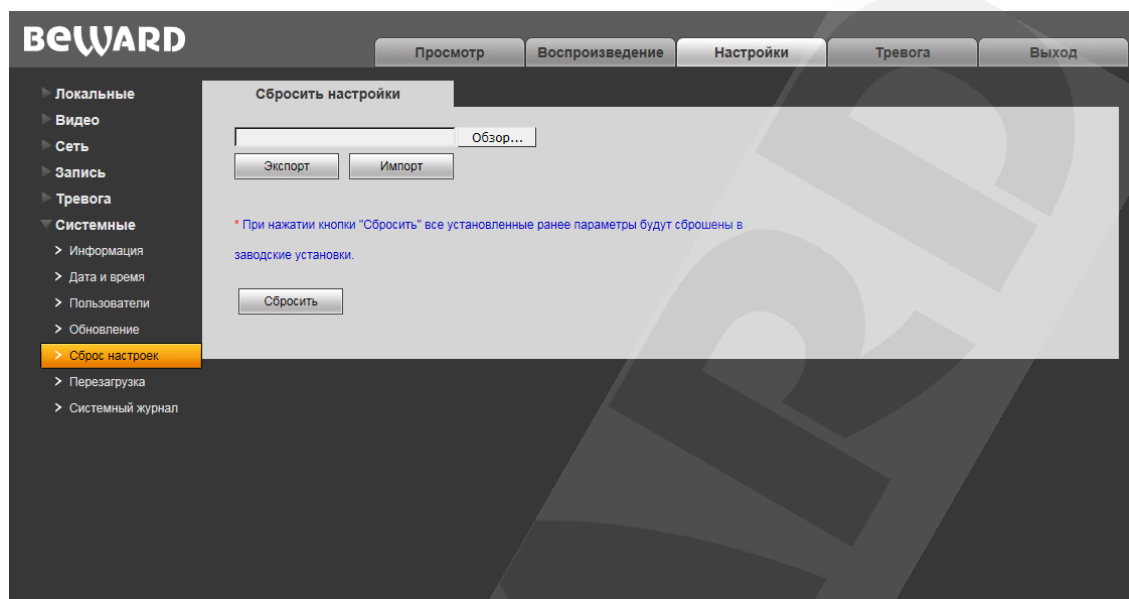 BEWARD
Просмотр
Воспроизведение
Настройки
Тревога
Выход
Локальные
Видео
Сеть
Запись
Тревога
Системные
Информация
Дата и время
Пользователи
Обновление
Сброс настроек
Перезагрузка
Системный журнал
Сбросить настройки
Обзор...
Экспорт
Импорт
* При нажатии кнопки "Сбросить" все установленные ранее параметры будут сброшены в
заводские установки.
Сбросить